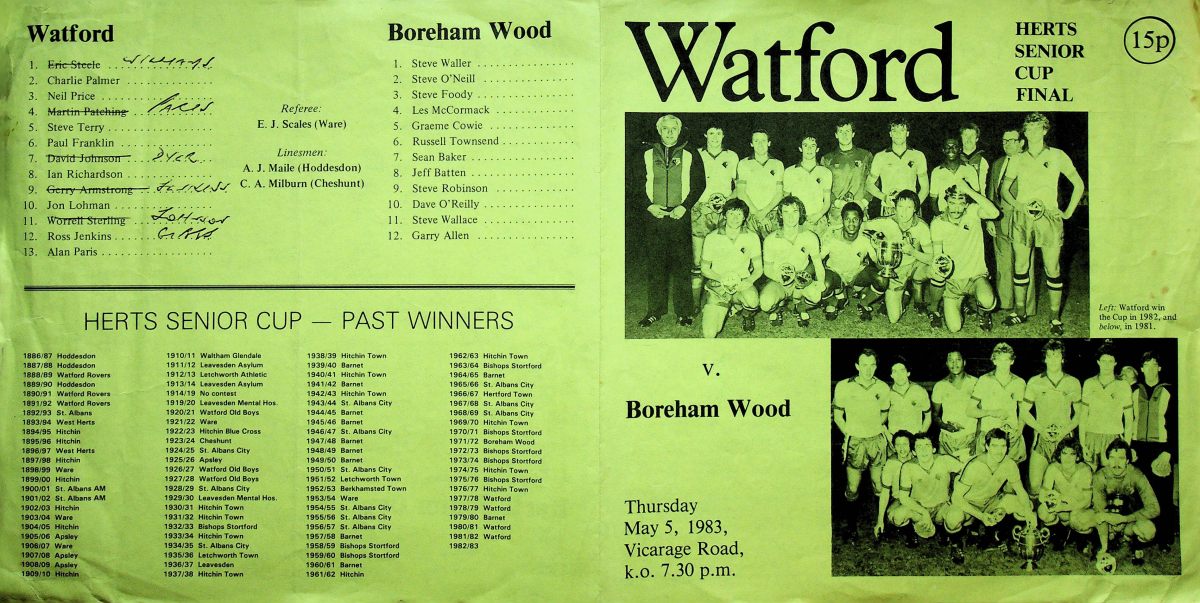 Watford
1. Eric Steele WILLIAMS
2. Charlie Palmer
3. Neil Price
4. Martin Patching
5. Steve Terry
6. Paul Franklin
7. David Johnson DYER
8. Ian Richardson
9. Gerry Armstrong JENKINS
10. Jon Lohman
11. Worrell Sterling LOHMAN
12. Ross Jenkins
13. Alan Paris
Referee:
E. J. Scales (Ware)
Linesmen:
A. J. Maile (Hoddesdon)
C. A. Milburn (Cheshunt)
Boreham Wood
1. Steve Waller
2. Steve O'Neill
3. Steve Foody
4. Les McCormack
5. Graeme Cowie
6. Russell Townsend
7. Sean Baker
8. Jeff Batten
9. Steve Robinson
10. Dave O'Reilly
11. Steve Wallace
12. Garry Allen
HERTS SENIOR CUP — PAST WINNERS
1886/87 Hoddesdon
1887/88 Hoddesdon
1888/89 Watford Rovers
1889/90 Hoddesdon
1890/91 Watford Rovers
1891/92 Watford Rovers
1892/93 St. Albans
1893/94 West Herts
1894/95 Hitchin
1895/96 Hitchin
1896/97 West Herts
1897/98 Hitchin
1898/99 Ware
1899/00 Hitchin
1900/01 St. Albans AM
1901/02 St. Albans AM
1902/03 Hitchin
1903/04 Ware
1904/05 Hitchin
1905/06 Apsley
1906/07 Ware
1907/08 Apsley
1908/09 Apsley
1909/10 Hitchin
1910/11 Waltham Glendale
1911/12 Leavesden Asylum
1912/13 Letchworth Athletic
1913/14 Leavesden Asylum
1914/19 No contest
1919/20 Leavesden Mental Hos.
1920/21 Watford Old Boys
1921/22 Ware
1922/23 Hitchin Blue Cross
1923/24 Cheshunt
1924/25 St. Albans City
1925/26 Apsley
1926/27 Watford Old Boys
1927/28 Watford Old Boys
1928/29 St. Albans City
1929/30 Leavesden Mental Hos.
1930/31 Hitchin Town
1931/32 Hitchin Town
1932/33 Bishops Stortford
1933/34 Hitchin Town
1934/35 St. Albans City
1935/36 Letchworth Town
1936/37 Leavesden
1937/38 Hitchin Town
1938/39 Hitchin Town
1939/40 Barnet
1940/41 Hitchin Town
1941/42 Barnet
1942/43 Hitchin Town
1943/44 St. Albans City
1944/45 Barnet
1945/46 Barnet
1946/47 St. Albans City
1947/48 Barnet
1948/49 Barnet
1949/50 Barnet
1950/51 St. Albans City
1951/52 Letchworth Town
1952/53 Berkhamsted Town
1953/54 Ware
1954/55 St. Albans City
1955/56 St. Albans City
1956/57 St. Albans City
1957/58 Barnet
1958/59 Bishops Stortford
1959/60 Bishops Stortford
1960/61 Barnet
1961/62 Hitchin
1962/63 Hitchin Town
1963/64 Bishops Stortford
1964/65 Barnet
1965/66 St. Albans City
1966/67 Hertford Town
1967/68 St. Albans City
1968/69 St. Albans City
1969/70 Hitchin Town
1970/71 Bishops Stortford
1971/72 Boreham Wood
1972/73 Bishops Stortford
1973/74 Bishops Stortford
1974/75 Hitchin Town
1975/76 Bishops Stortford
1976/77 Hitchin Town
1977/78 Watford
1978/79 Watford
1979/80 Barnet
1980/81 Watford
1981/82 Watford
1982/83
Watford
HERTS
SENIOR
CUP
FINAL
15p
Left: Watford win
the Cup in 1982, and
below, in 1981.
v.
Boreham Wood
Thursday
May 5, 1983,
Vicarage Road,
k.o. 7.30 p.m.